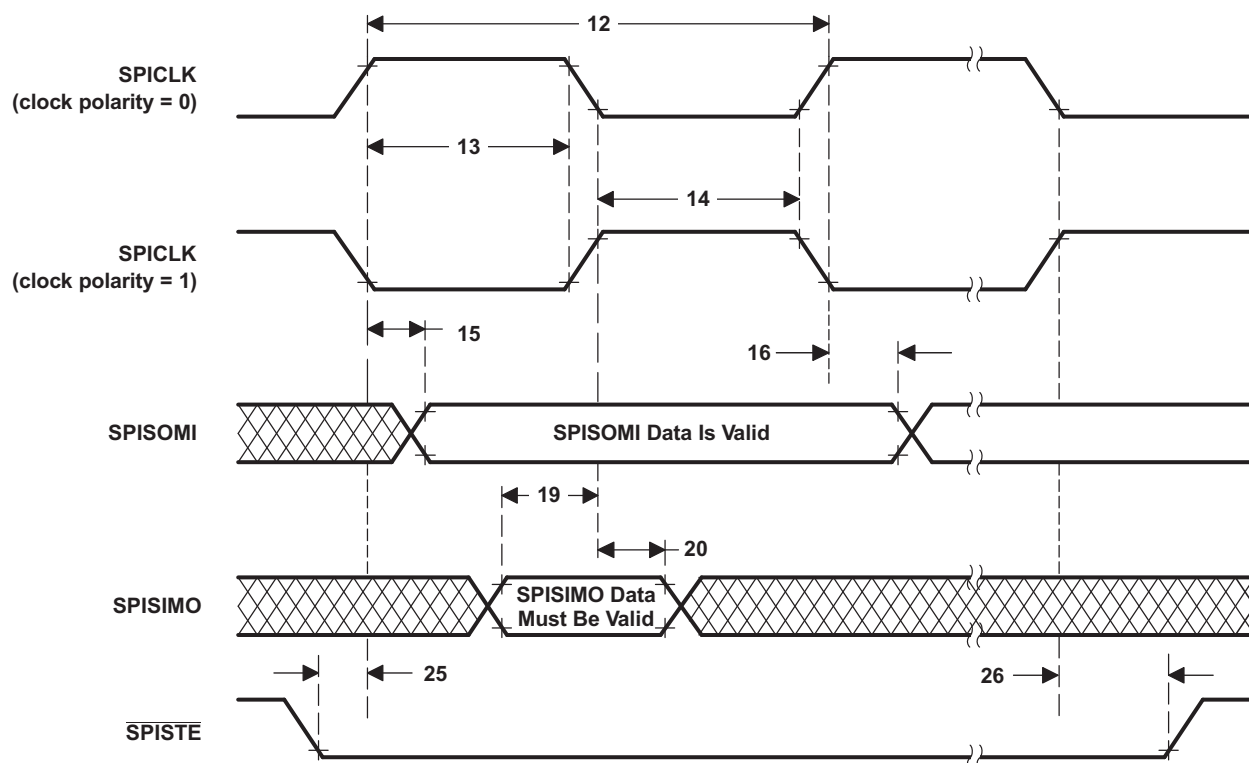 12
SPICLK
(clock polarity = 0)
13
14
SPICLK
(clock polarity = 1)
15
16
SPISOMI
SPISOMI Data Is Valid
19
20
SPISIMO
SPISIMO Data
Must Be Valid
25
26
SPISTE